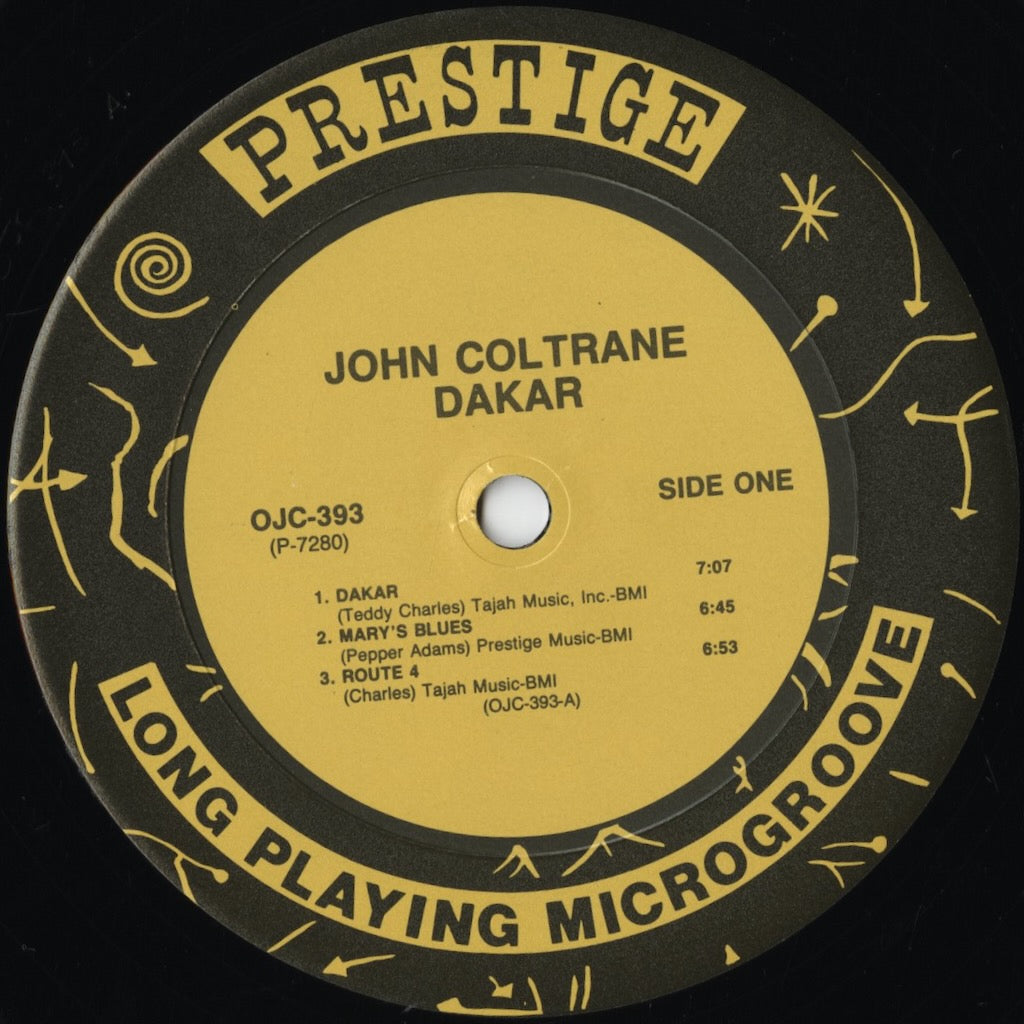 PRESTIGE
JOHN COLTRANE
DAKAR
SIDE ONE
OJC-393
(P-7280)
1. DAKAR 7:07
(Teddy Charles) Tajah Music, Inc.-BMI
2. MARY'S BLUES 6:45
(Pepper Adams) Prestige Music-BMI
3. ROUTE 4 6:53
(Charles) Tajah Music-BMI
(OJC-393-A)
LONG PLAYING MICROGROOVE